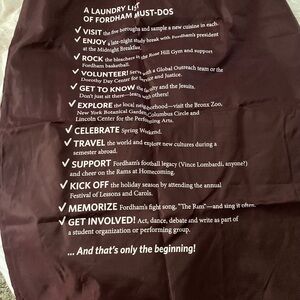 A LAUNDRY LIST
OF FORDHAM MUST-DOS
✓ VISIT the five boroughs and sample a new cuisine in each.
✓ ENJOY a late-night study break with Fordham's president
at the Midnight Breakfast.
✓ ROCK the bleachers in the Rose Hill Gym and support
Fordham basketball.
✓ VOLUNTEER! Serve with a Global Outreach team or the
Dorothy Day Center for Service and Justice.
✓ GET TO KNOW the faculty and the Jesuits.
Don't just sit there—learn with others!
✓ EXPLORE the local neighborhood—visit the Bronx Zoo,
New York Botanical Garden, Columbus Circle and
Lincoln Center for the Performing Arts.
✓ CELEBRATE Spring Weekend.
✓ TRAVEL the world and explore new cultures during a
semester abroad.
✓ SUPPORT Fordham's football legacy (Vince Lombardi, anyone?)
and cheer on the Rams at Homecoming.
✓ KICK OFF the holiday season by attending the annual
Festival of Lessons and Carols.
✓ MEMORIZE Fordham's fight song, "The Ram"—and sing it often.
✓ GET INVOLVED! Act, dance, debate and write as part of
a student organization or performing group.
... And that's only the beginning!